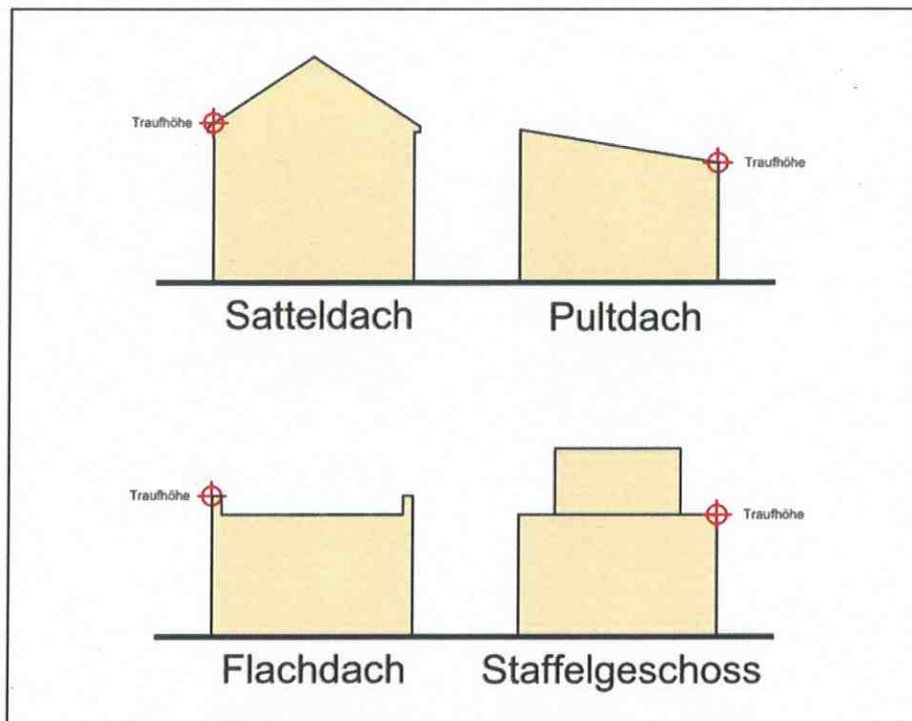 Traufhöhe
Traufhöhe
Satteldach
Pultdach
Traufhöhe
Traufhöhe
Flachdach
Staffelgeschoss